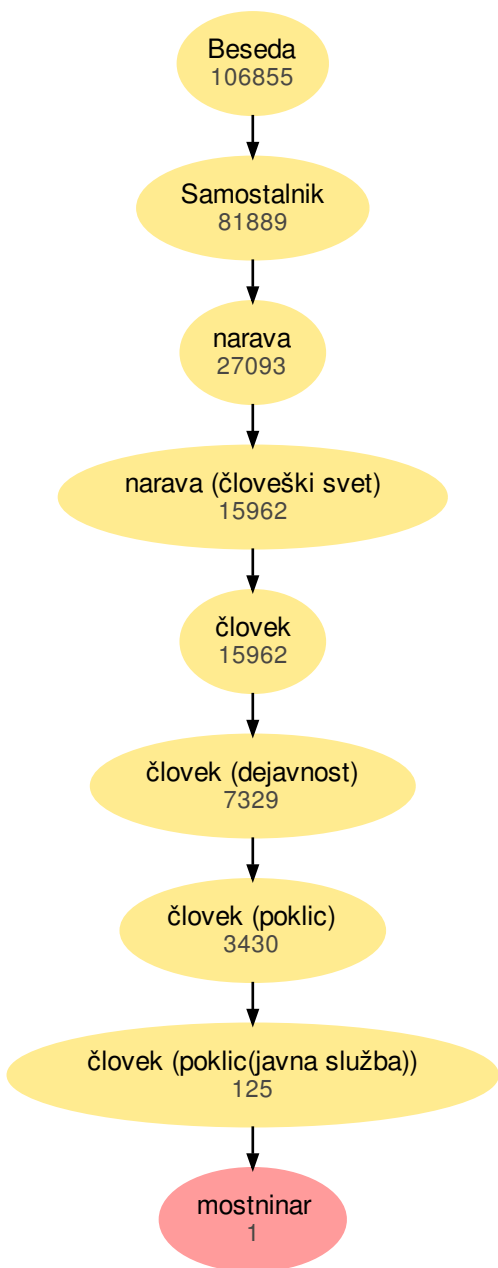 Beseda
106855
Samostalnik
81889
narava
27093
narava (človeški svet)
15962
človek
15962
človek (dejavnost)
7329
človek (poklic)
3430
človek (poklic(javna služba))
125
mostninar
1